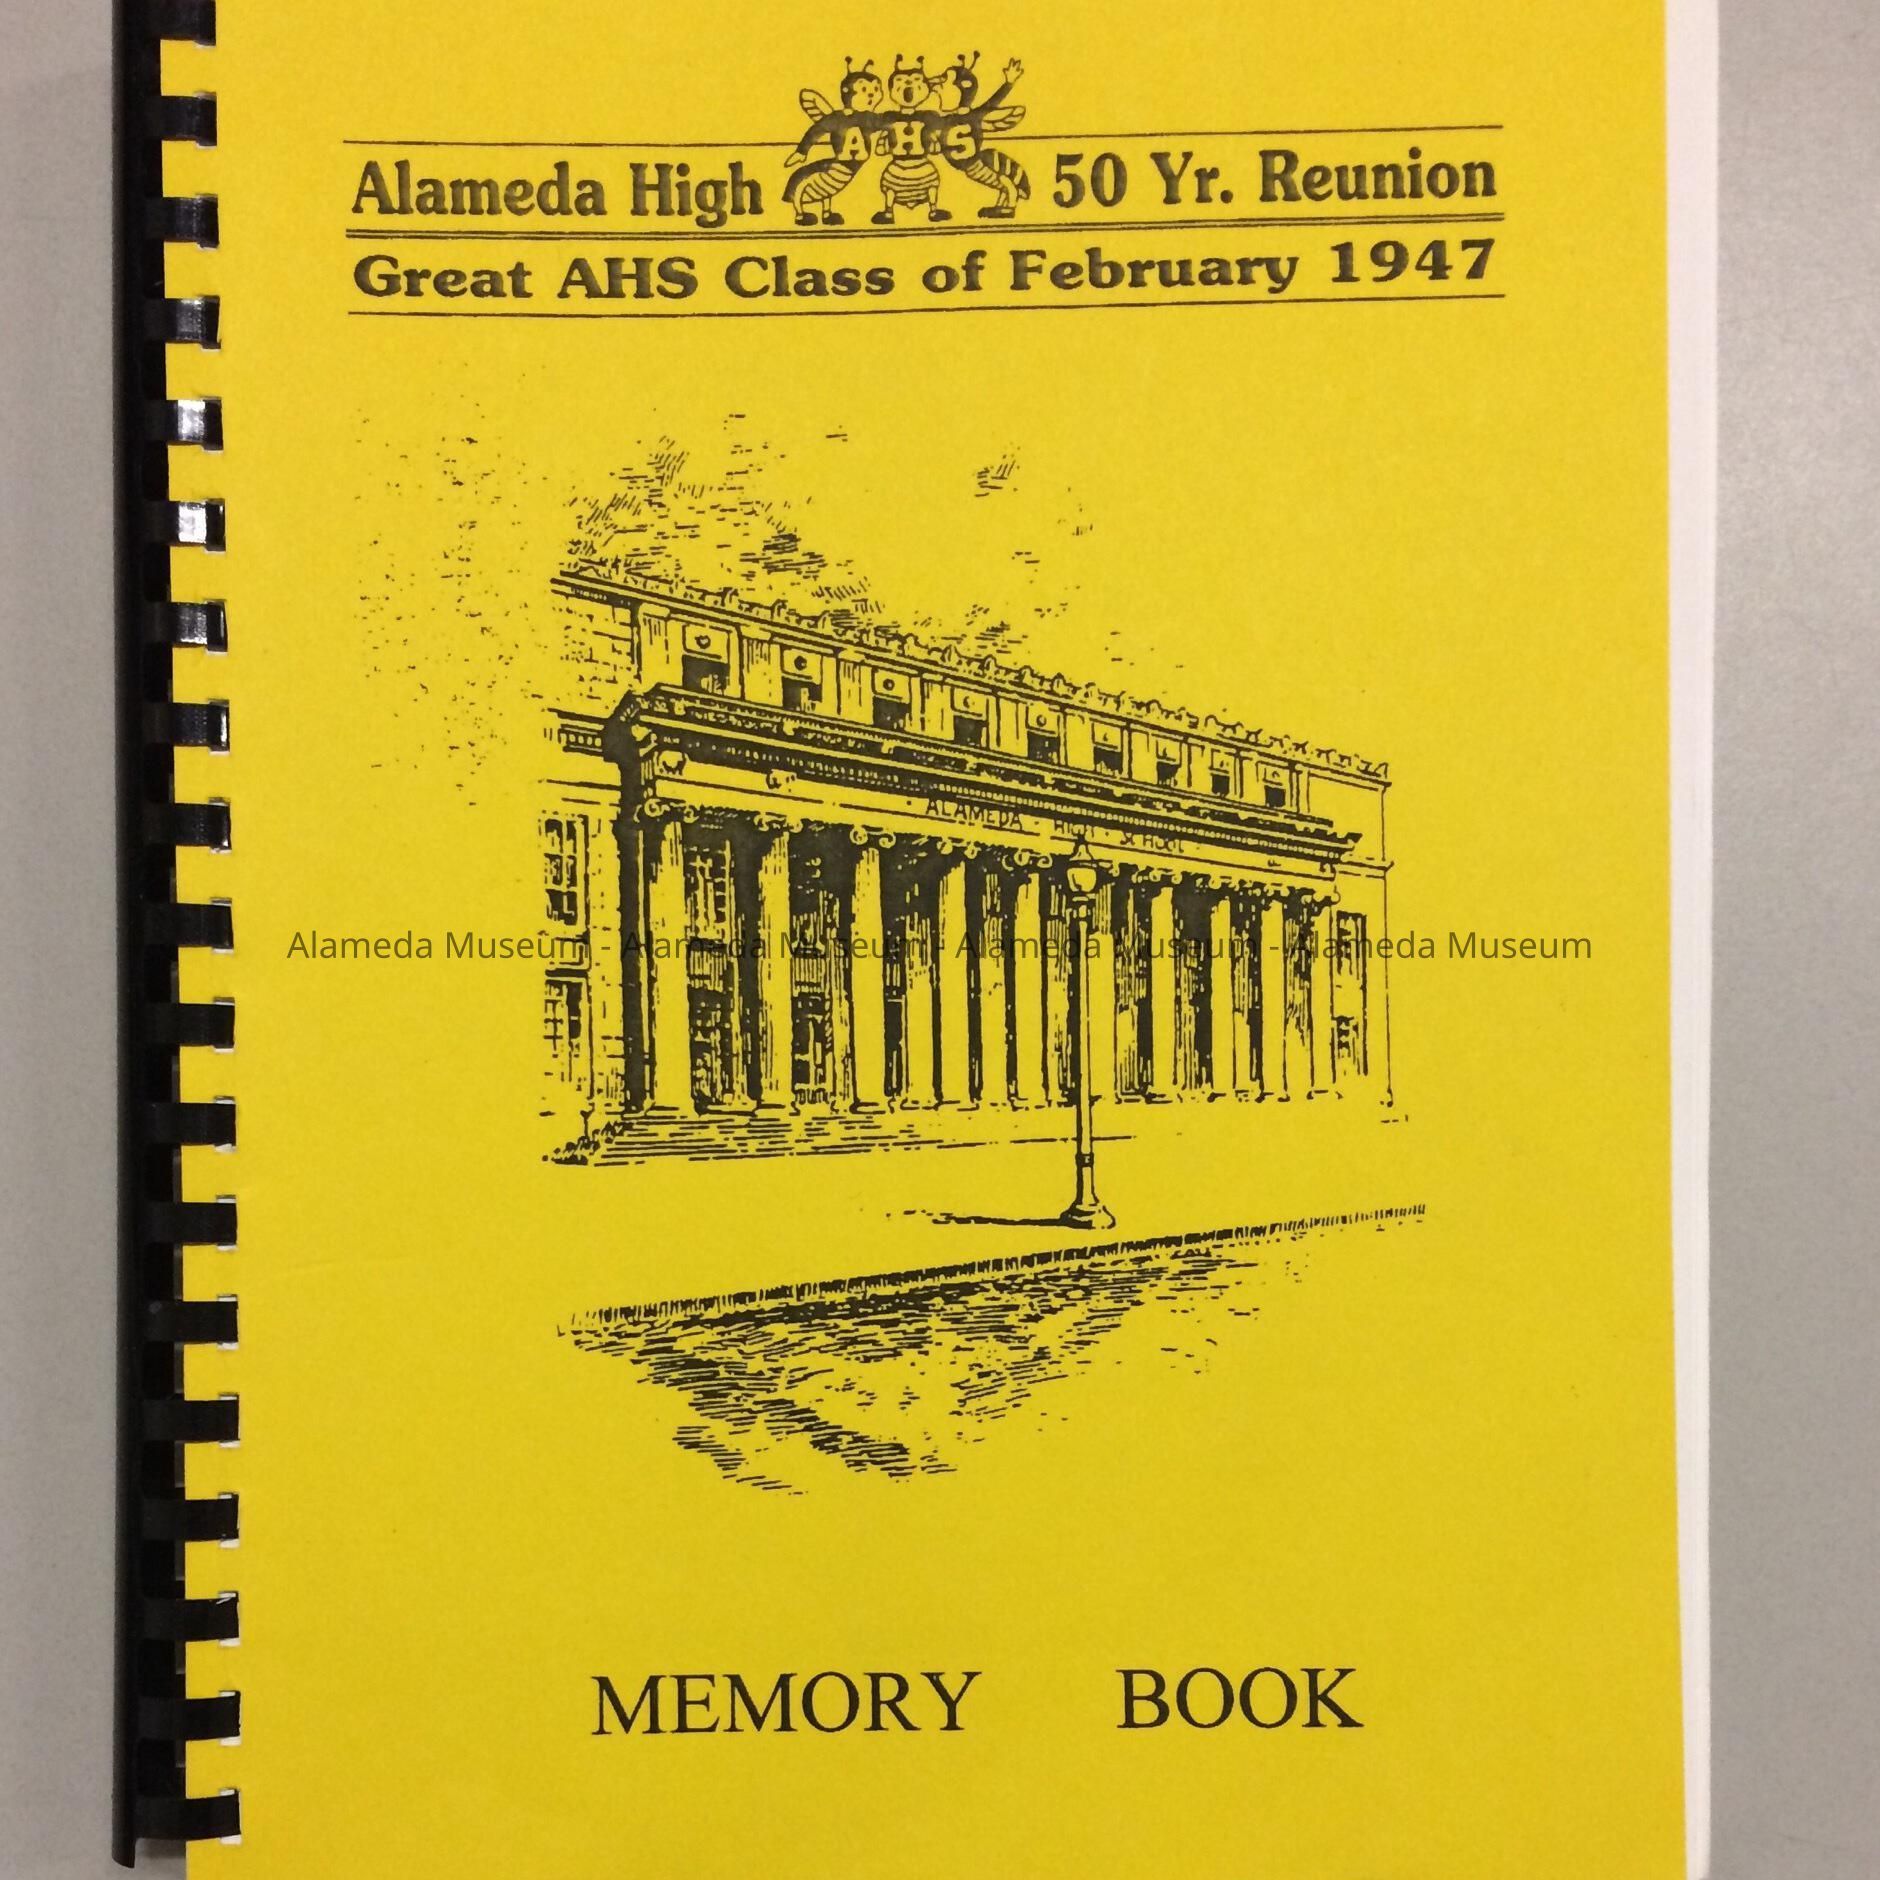 A H S
Alameda High 50 Yr. Reunion
Great AHS Class of February 1947
ALAMEDA · HIGH · SCHOOL
Alameda Museum - Alameda Museum - Alameda Museum - Alameda Museum
MEMORY BOOK